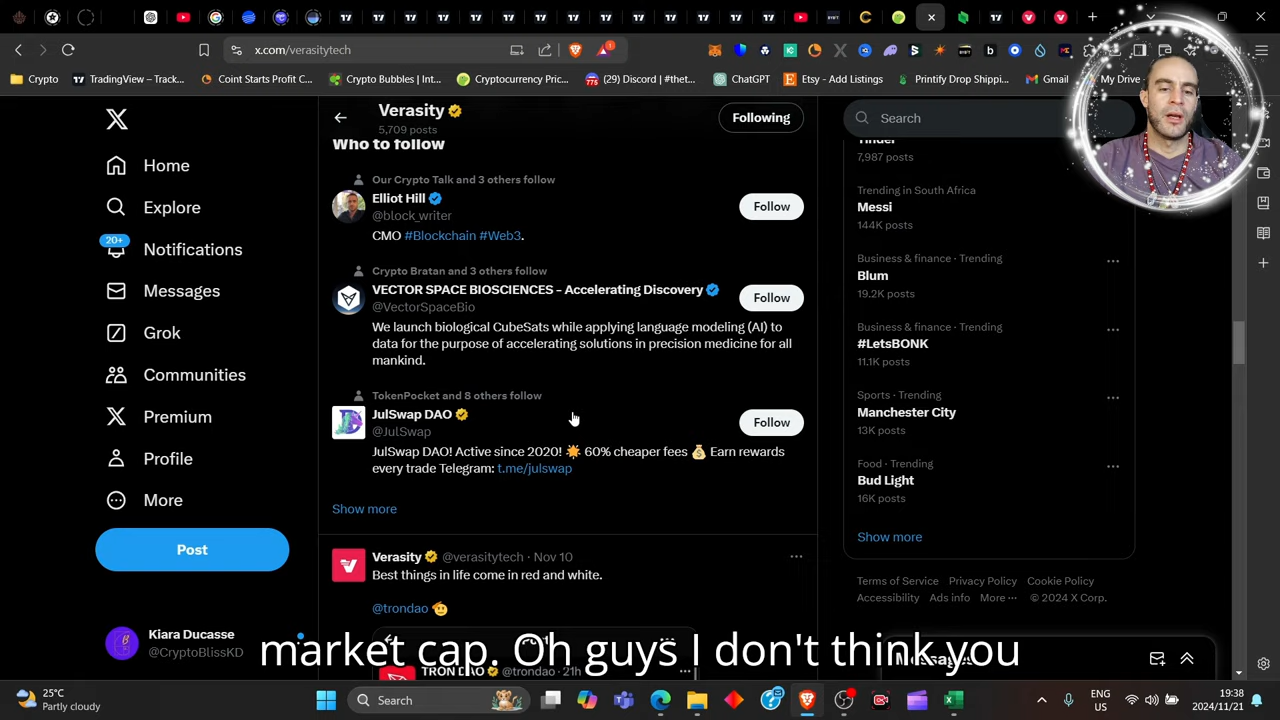 x.com/verasitytech
Crypto
TradingView – Track...
Coint Starts Profit C...
Crypto Bubbles | Int...
Cryptocurrency Pric...
(29) Discord | #thet...
ChatGPT
Etsy - Add Listings
Printify Drop Shippi...
Gmail
My Drive
Home
Explore
20+
Notifications
Messages
Grok
Communities
Premium
Profile
More
Post
Kiara Ducasse
@CryptoBlissKD
Verasity
5,709 posts
Following
Who to follow
Our Crypto Talk and 3 others follow
Elliot Hill
@block_writer
Follow
CMO #Blockchain #Web3.
Crypto Bratan and 3 others follow
VECTOR SPACE BIOSCIENCES - Accelerating Discovery
@VectorSpaceBio
Follow
We launch biological CubeSats while applying language modeling (AI) to
data for the purpose of accelerating solutions in precision medicine for all
mankind.
TokenPocket and 8 others follow
JulSwap DAO
@JulSwap
Follow
JulSwap DAO! Active since 2020! 60% cheaper fees Earn rewards
every trade Telegram: t.me/julswap
Show more
Verasity @verasitytech · Nov 10
Best things in life come in red and white.
@trondao
TRON DAO @trondao · 21h
Search
Tinder
7,987 posts
Trending in South Africa
Messi
144K posts
Business & finance · Trending
Blum
19.2K posts
Business & finance · Trending
#LetsBONK
11.1K posts
Sports · Trending
Manchester City
13K posts
Food · Trending
Bud Light
16K posts
Show more
Terms of Service Privacy Policy Cookie Policy
Accessibility Ads info More ··· © 2024 X Corp.
Messages
market cap. Oh guys I don't think you
25°C
Partly cloudy
Search
ENG
US
19:38
2024/11/21